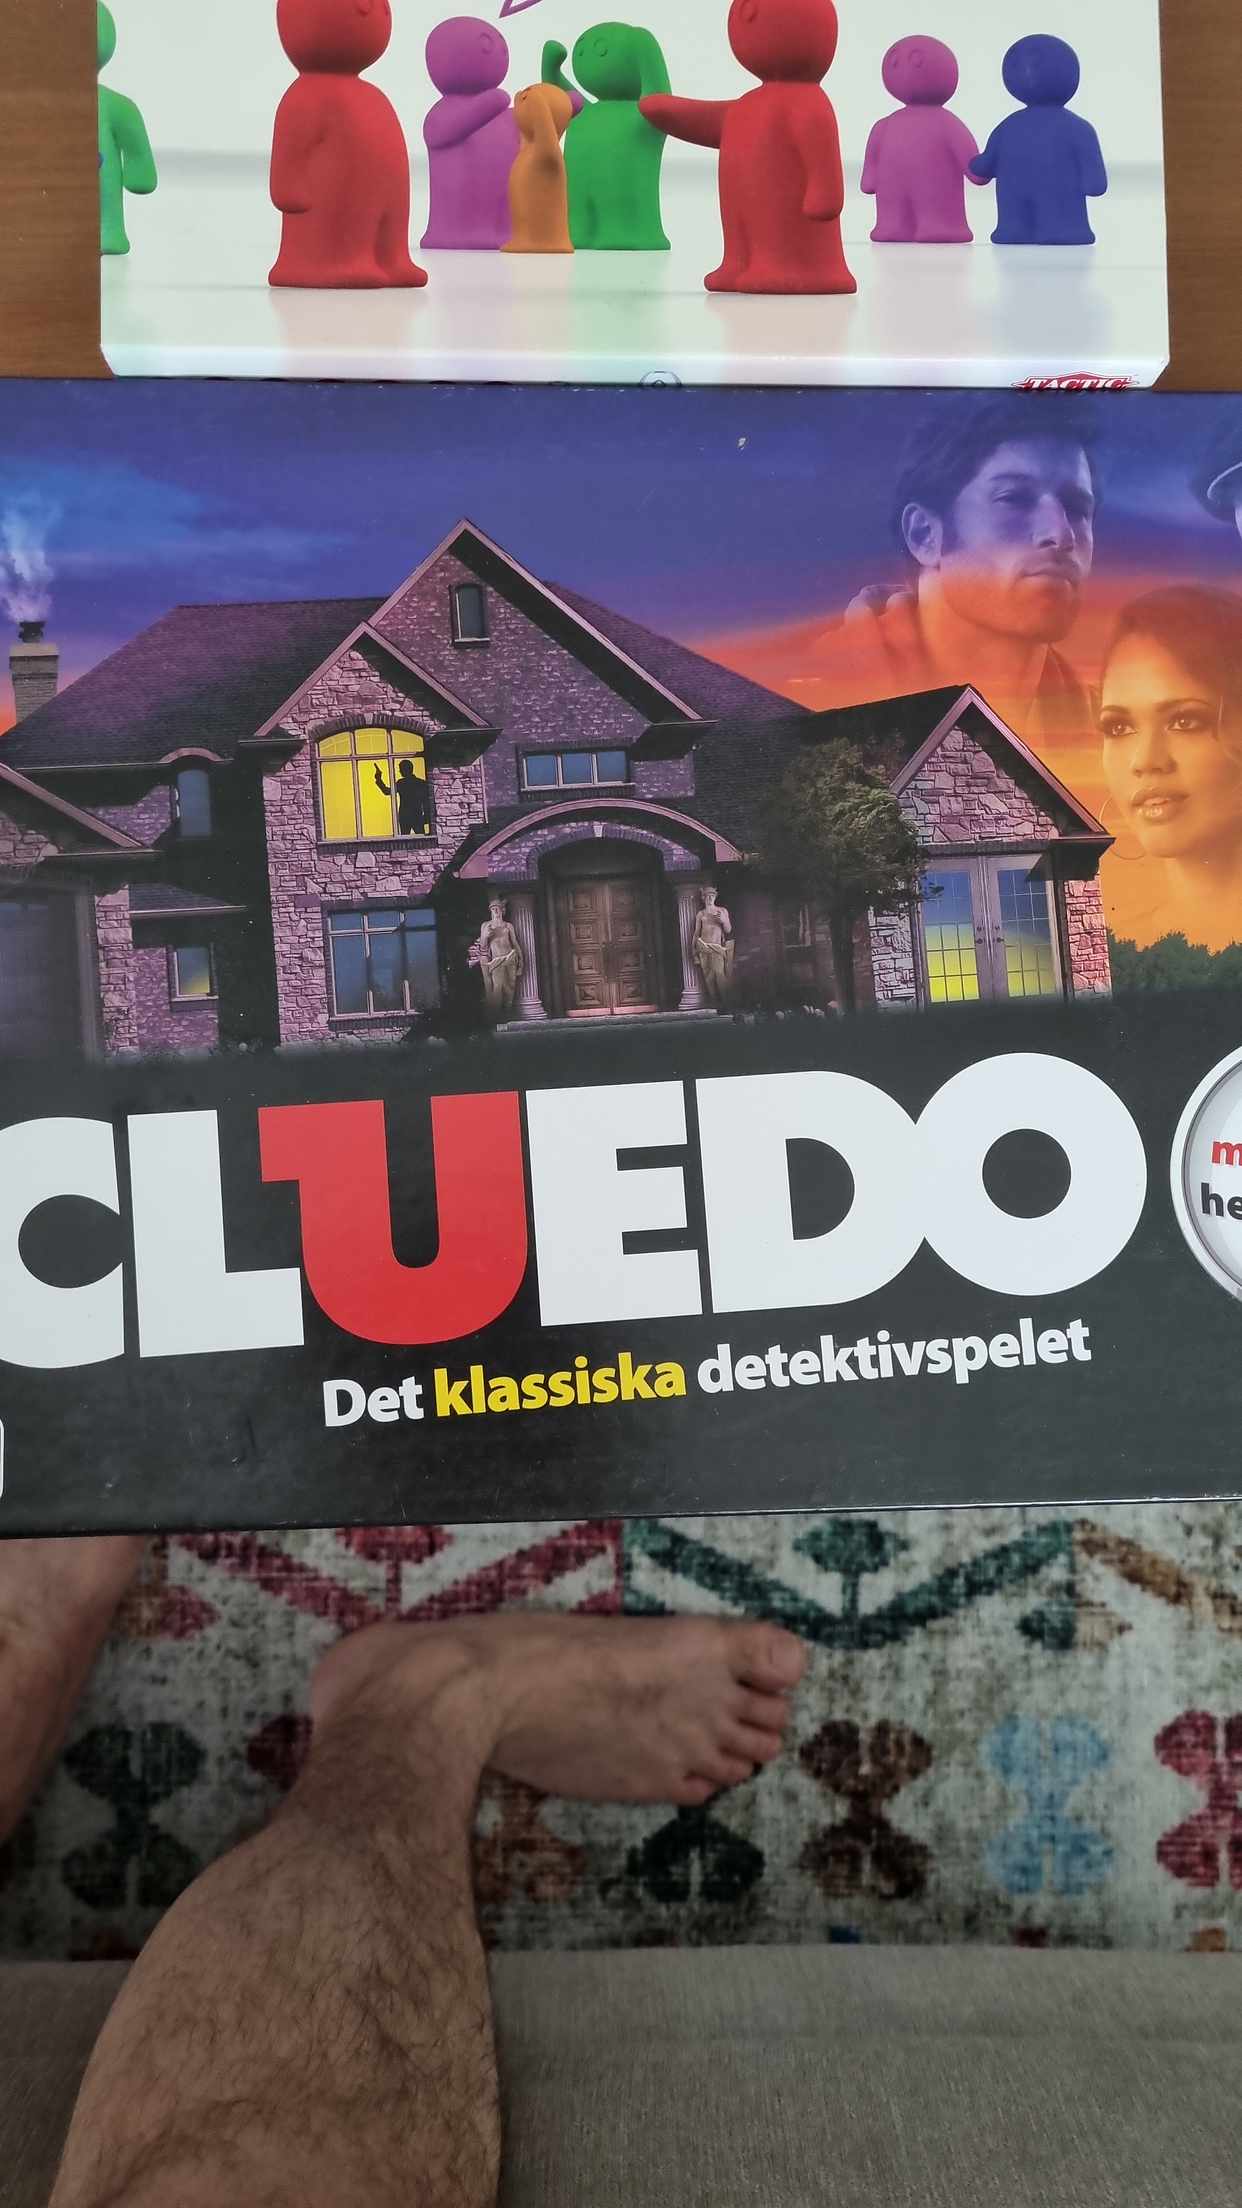 TACTIC
CLUEDO
Det klassiska detektivspelet